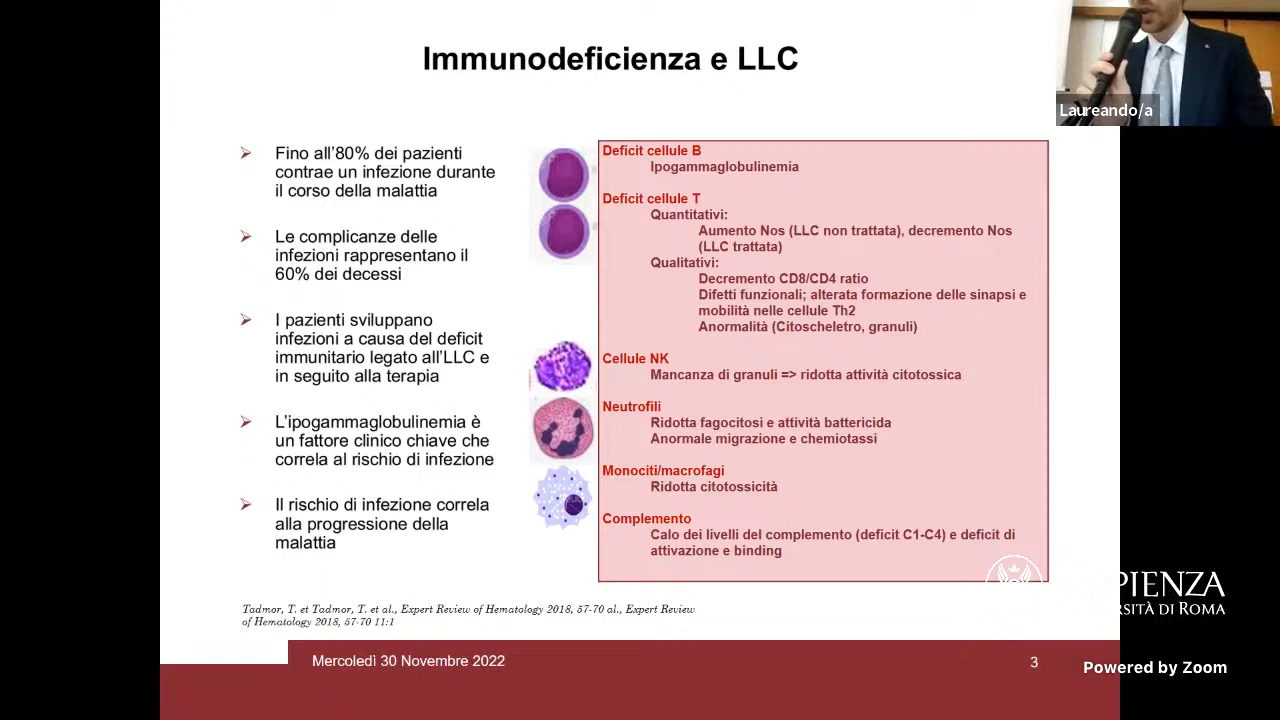 Immunodeficienza e LLC
Laureando/a
Fino all'80% dei pazienti
contrae un infezione durante
il corso della malattia
Le complicanze delle
infezioni rappresentano il
60% dei decessi
I pazienti sviluppano
infezioni a causa del deficit
immunitario legato all'LLC e
in seguito alla terapia
L'ipogammaglobulinemia è
un fattore clinico chiave che
correla al rischio di infezione
Il rischio di infezione correla
alla progressione della
malattia
Deficit cellule B
Ipogammaglobulinemia
Deficit cellule T
Quantitativi:
Aumento Nos (LLC non trattata), decremento Nos
(LLC trattata)
Qualitativi:
Decremento CD8/CD4 ratio
Difetti funzionali; alterata formazione delle sinapsi e
mobilità nelle cellule Th2
Anormalità (Citoscheletro, granuli)
Cellule NK
Mancanza di granuli => ridotta attività citotossica
Neutrofili
Ridotta fagocitosi e attività battericida
Anormale migrazione e chemiotassi
Monociti/macrofagi
Ridotta citotossicità
Complemento
Calo dei livelli del complemento (deficit C1-C4) e deficit di
attivazione e binding
Tadmor, T. et Tadmor, T. et al., Expert Review of Hematology 2018, 57-70 al., Expert Review
of Hematology 2018, 57-70 11:1
PIENZA
RSITÀ DI ROMA
Mercoledì 30 Novembre 2022
3
Powered by Zoom